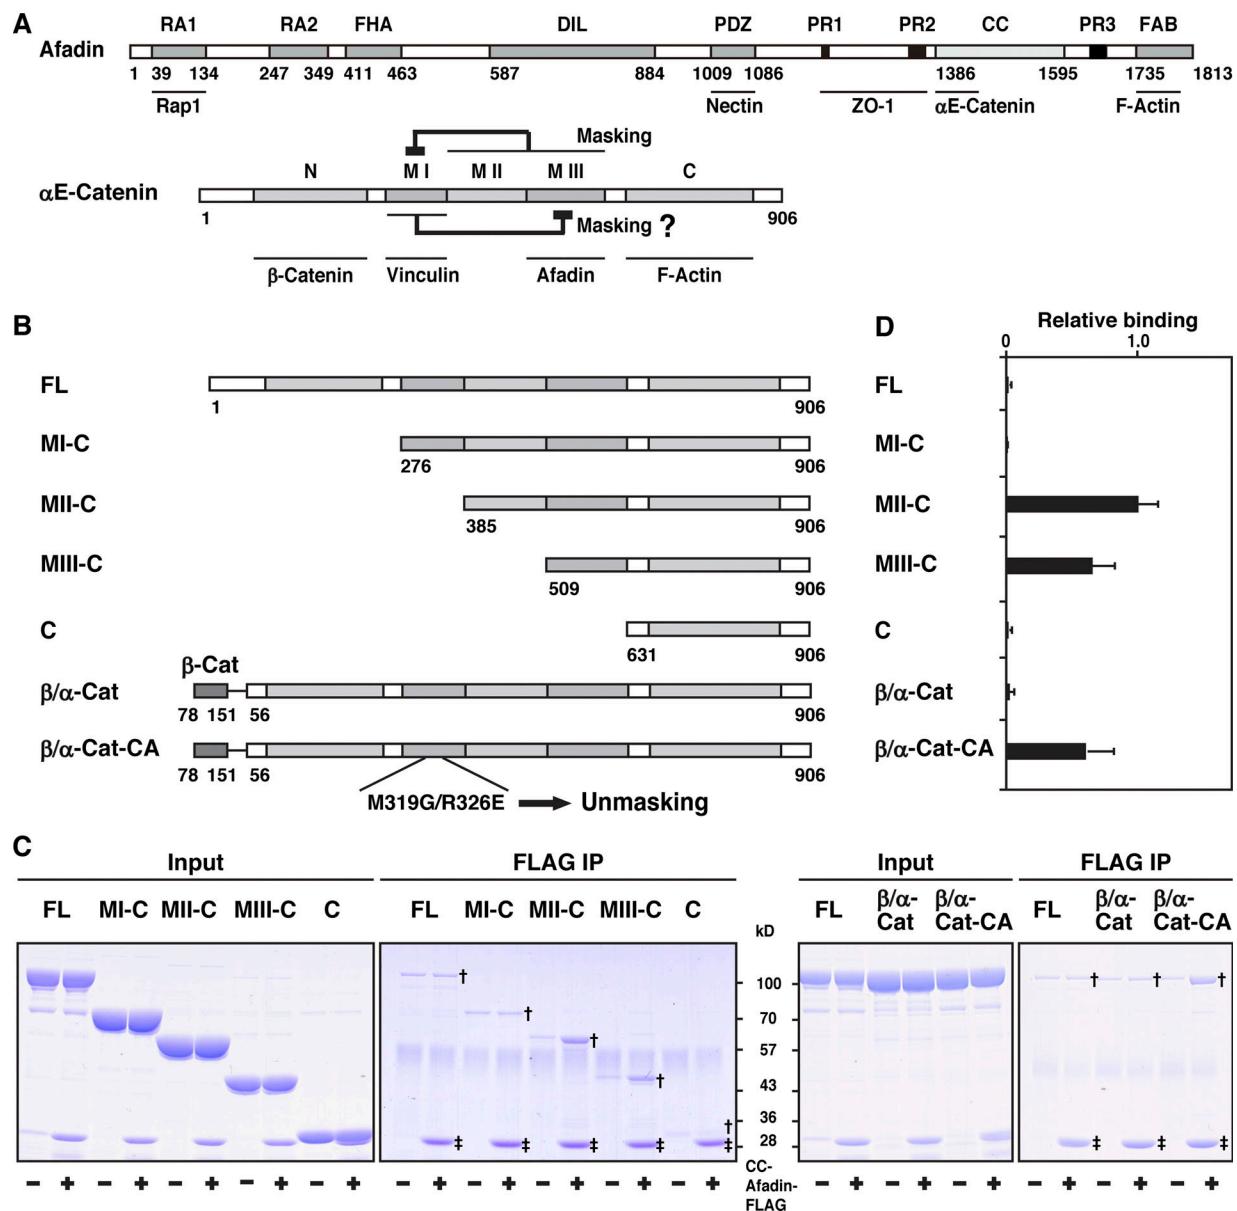 A
RA1 RA2 FHA DIL PDZ PR1 PR2 CC PR3 FAB
Afadin
1 39 134 247 349 411 463 587 884 1009 1086 1386 1595 1735 1813
Rap1 Nectin ZO-1 αE-Catenin F-Actin
Masking
N M I M II M III C
αE-Catenin
1 906
Masking ?
β-Catenin Vinculin Afadin F-Actin
B
FL
1 906
MI-C
276 906
MII-C
385 906
MIII-C
509 906
C
631 906
β-Cat
β/α-Cat
78 151 56 906
β/α-Cat-CA
78 151 56 906
M319G/R326E Unmasking
D
Relative binding
0 1.0
FL
MI-C
MII-C
MIII-C
C
β/α-Cat
β/α-Cat-CA
C
Input FLAG IP Input FLAG IP
FL MI-C MII-C MIII-C C FL MI-C MII-C MIII-C C FL β/α-Cat β/α-Cat-CA FL β/α-Cat β/α-Cat-CA
kD
100
70
57
43
36
28
† † † † † † † †
‡ ‡ ‡ ‡ ‡ ‡ ‡ ‡
− + − + − + − + − + − + − + − + − + − + CC-Afadin-FLAG − + − + − + − + − + − +